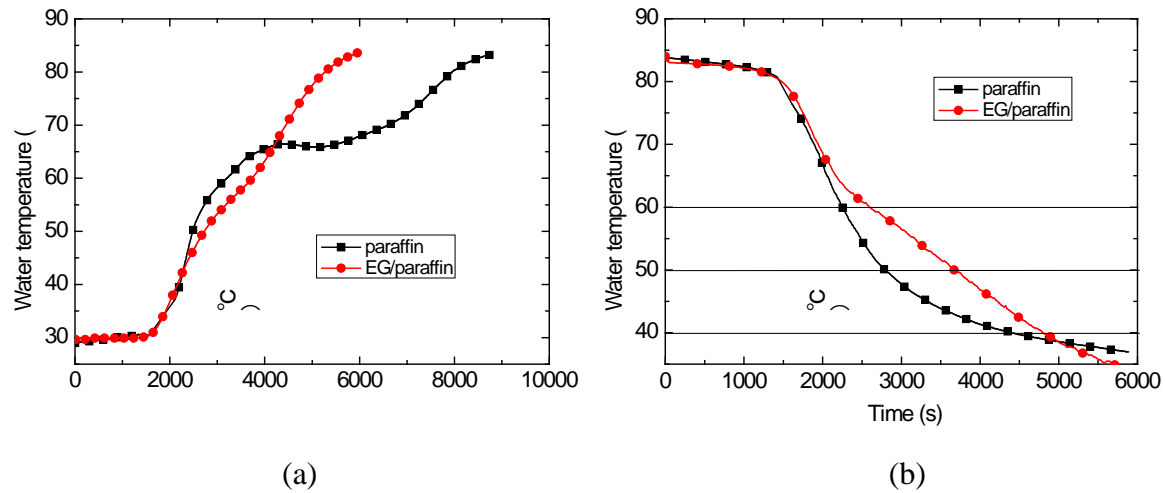 90
80
70
60
50
40
30
0 2000 4000 6000 8000 10000
Water temperature (
°C
)
paraffin
EG/paraffin
(a)
90
80
70
60
50
40
0 1000 2000 3000 4000 5000 6000
Water temperature (
°C
)
paraffin
EG/paraffin
Time (s)
(b)